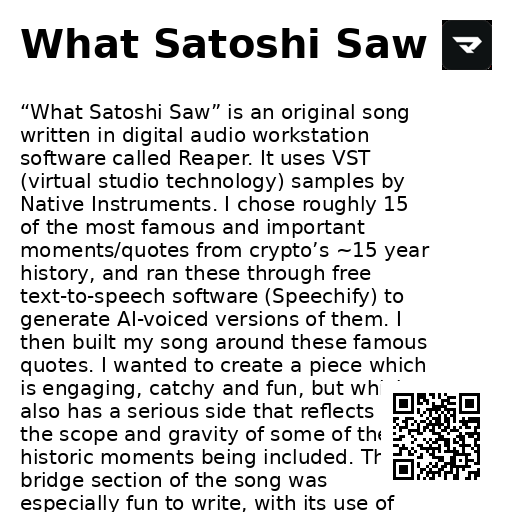 What Satoshi Saw
“What Satoshi Saw” is an original song
written in digital audio workstation
software called Reaper. It uses VST
(virtual studio technology) samples by
Native Instruments. I chose roughly 15
of the most famous and important
moments/quotes from crypto’s ~15 year
history, and ran these through free
text-to-speech software (Speechify) to
generate AI-voiced versions of them. I
then built my song around these famous
quotes. I wanted to create a piece which
is engaging, catchy and fun, but
also has a serious side that reflects
the scope and gravity of some of the
historic moments being included.
bridge section of the song was
especially fun to write, with its use of